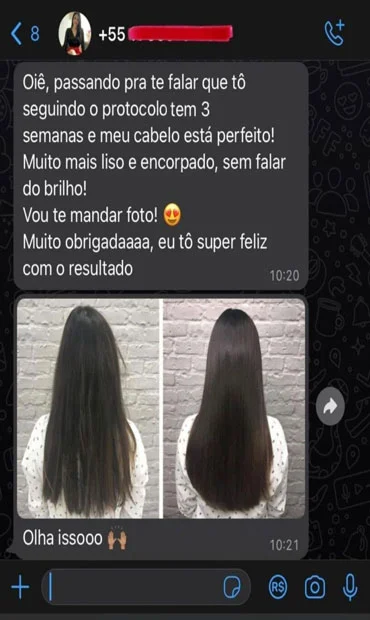 8
+55
Oiê, passando pra te falar que tô
seguindo o protocolo tem 3
semanas e meu cabelo está perfeito!
Muito mais liso e encorpado, sem falar
do brilho!
Vou te mandar foto! 😍
Muito obrigadaaaa, eu tô super feliz
com o resultado
10:20
Olha issooo 🙌🏽
10:21
R$